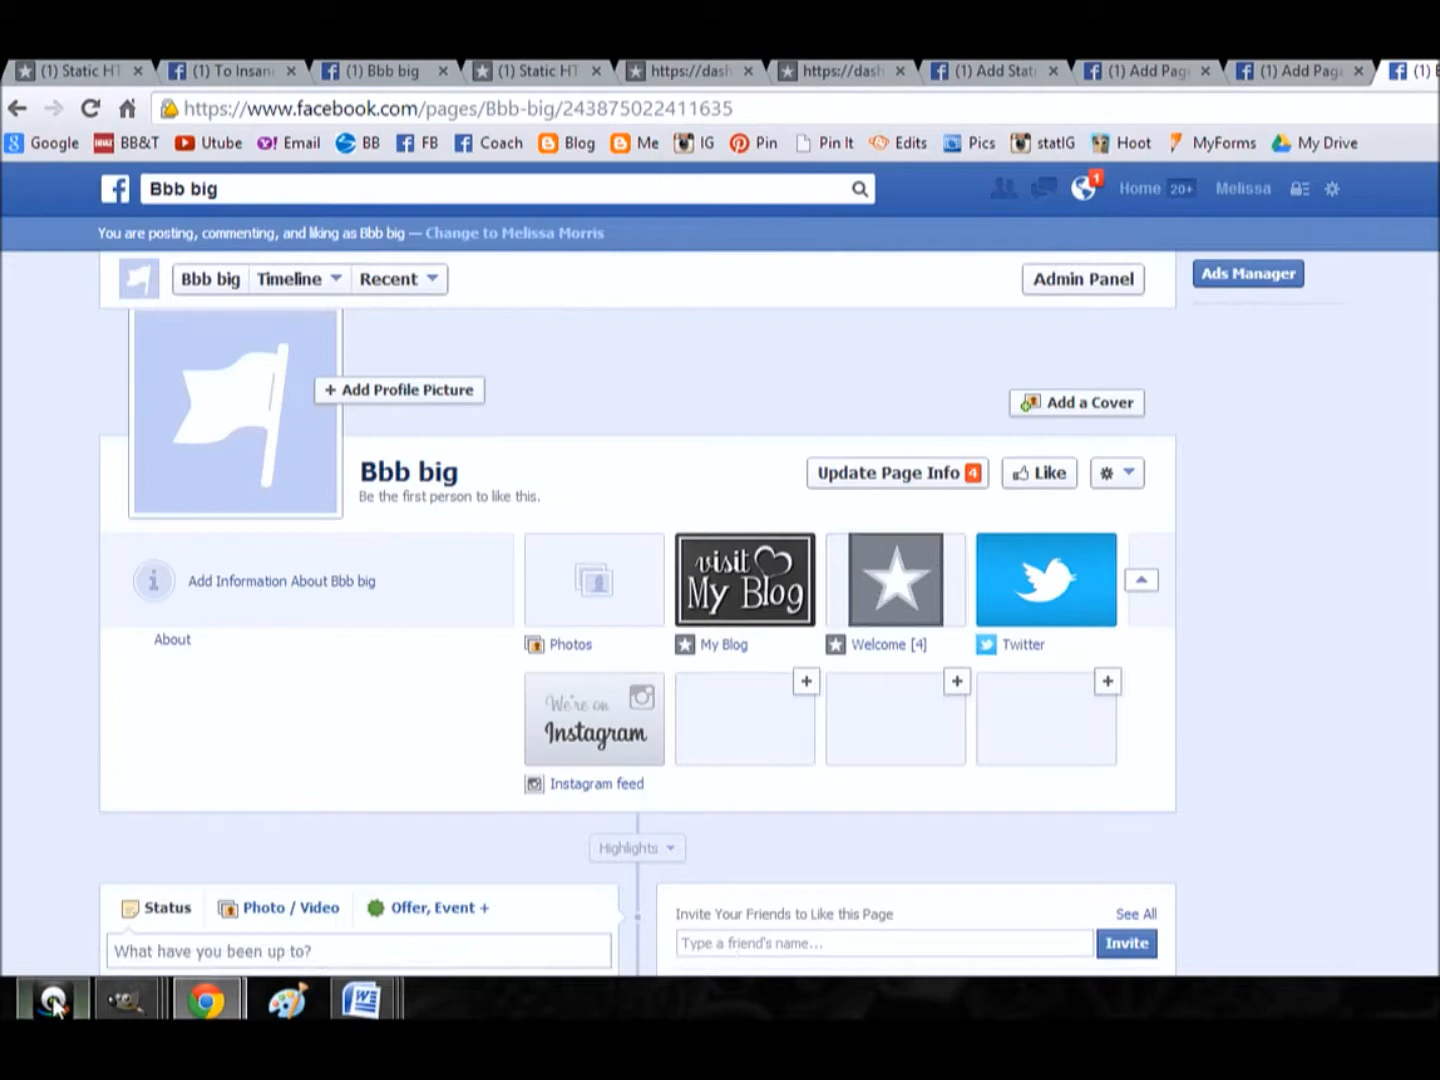 (1) Static HT
(1) To Insan
(1) Bbb big
(1) Static HT
https://dash
https://dash
(1) Add Stati
(1) Add Page
(1) Add Page
(1)
https://www.facebook.com/pages/Bbb-big/243875022411635
Google BB&T Utube Email BB FB Coach Blog Me IG Pin Pin It Edits Pics statIG Hoot MyForms My Drive
Bbb big
1
Home 20+ Melissa
You are posting, commenting, and liking as Bbb big — Change to Melissa Morris
Bbb big Timeline Recent
Admin Panel
Ads Manager
+ Add Profile Picture
Add a Cover
Bbb big
Be the first person to like this.
Update Page Info 4
Like
Add Information About Bbb big
About
visit
My Blog
Photos
My Blog
Welcome [4]
Twitter
We're on
Instagram
Instagram feed
Highlights
Status Photo / Video Offer, Event +
What have you been up to?
Invite Your Friends to Like this Page See All
Type a friend's name...
Invite